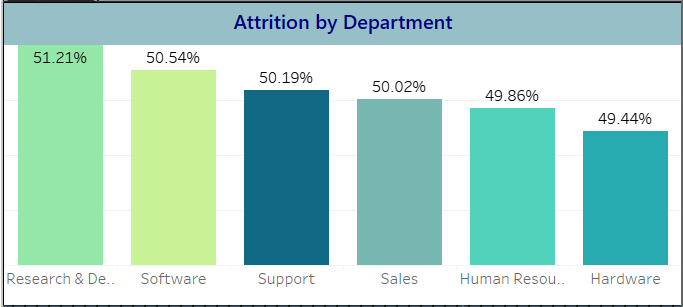 Attrition by Department
51.21%
50.54%
50.19%
50.02%
49.86%
49.44%
Research & De..
Software
Support
Sales
Human Resou..
Hardware